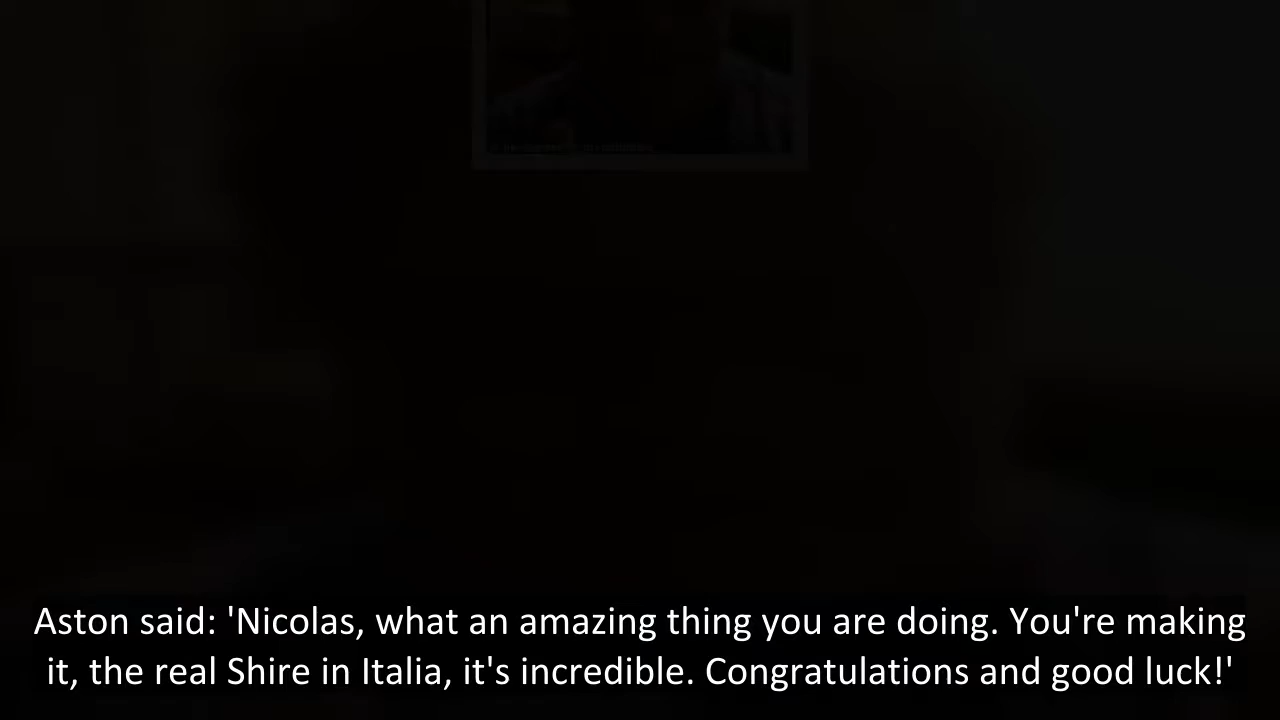 Aston said: 'Nicolas, what an amazing thing you are doing. You're making
it, the real Shire in Italia, it's incredible. Congratulations and good luck!'